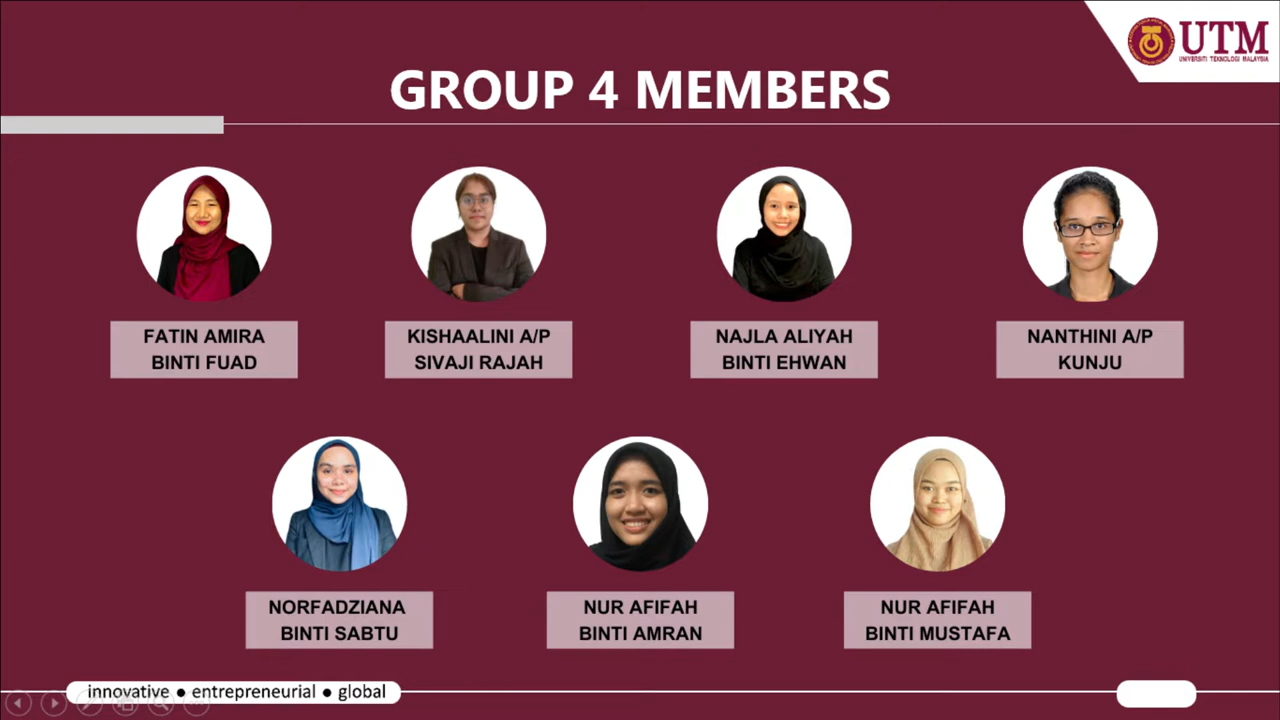 UTM
UNIVERSITI TEKNOLOGI MALAYSIA
GROUP 4 MEMBERS
FATIN AMIRA
BINTI FUAD
KISHAALINI A/P
SIVAJI RAJAH
NAJLA ALIYAH
BINTI EHWAN
NANTHINI A/P
KUNJU
NORFADZIANA
BINTI SABTU
NUR AFIFAH
BINTI AMRAN
NUR AFIFAH
BINTI MUSTAFA
innovative ● entrepreneurial ● global